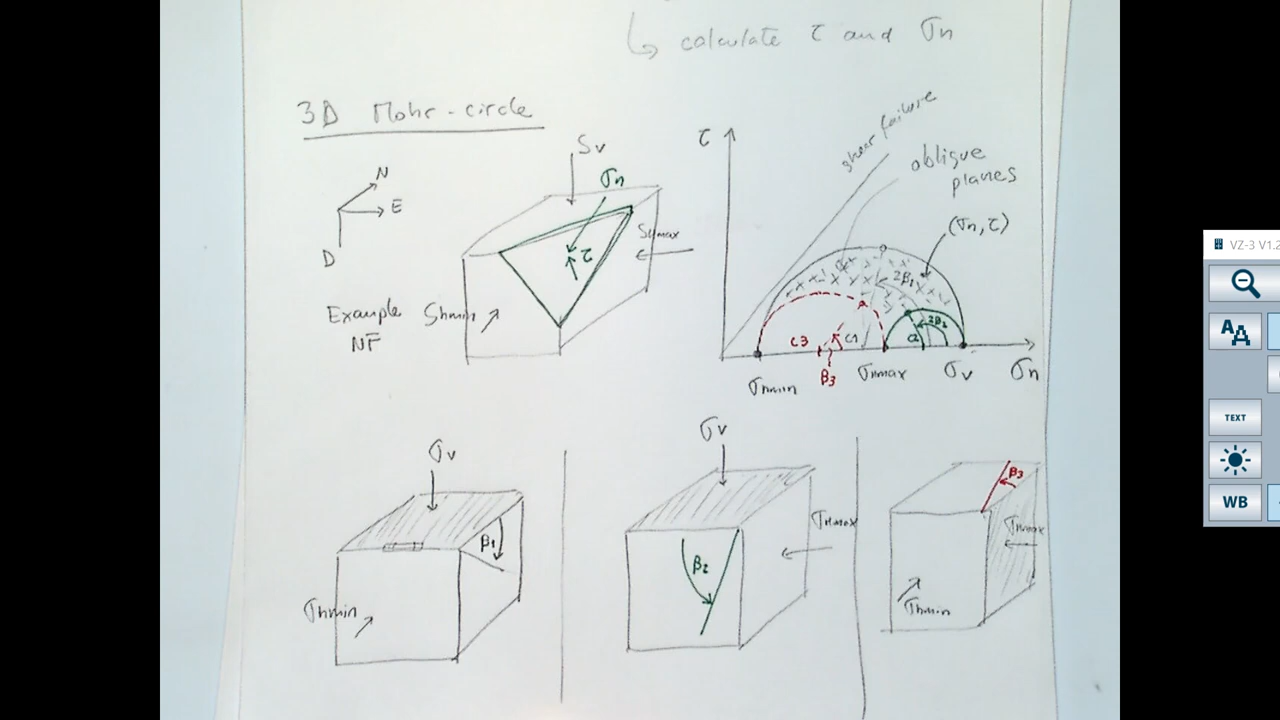 ↳ calculate τ and σn
3D Mohr-circle
N
E
D
Example
NF
Sv
σn
τ
SHmax
Shmin
τ
shear failure
oblique
planes
(σn, τ)
2β1
2β2
C3
C1
C2
β3
σhmin
σHmax
σv
σn
σv
β1
σhmin
σv
β2
σHmax
β3
σHmax
σhmin
VZ-3 V1.2
AA
TEXT
WB